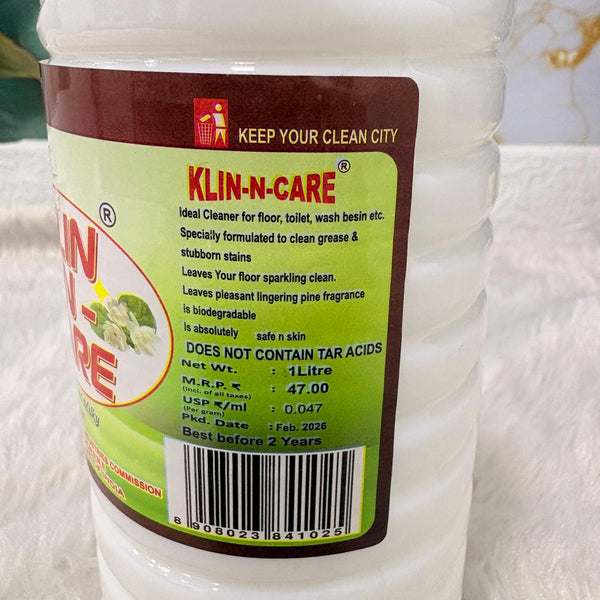 KEEP YOUR CLEAN CITY
KLIN-N-CARE®
Ideal Cleaner for floor, toilet, wash besin etc.
Specially formulated to clean grease &
stubborn stains
Leaves Your floor sparkling clean.
Leaves pleasant lingering pine fragrance
is biodegradable
Is absolutely safe n skin
DOES NOT CONTAIN TAR ACIDS
Net Wt. : 1Litre
M.R.P. ₹ : 47.00
(incl. of all taxes)
USP ₹/ml : 0.047
(Per gram)
Pkd. Date : Feb. 2026
Best before 2 Years
8 908023 841025
®
COMMISSION